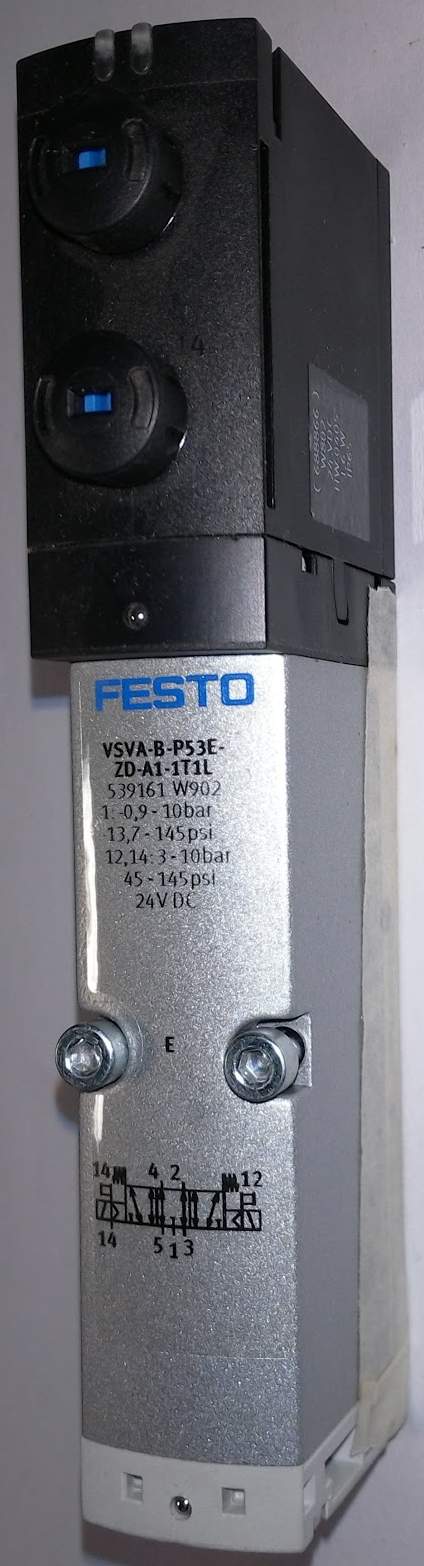 14
( 688866 )
FESTO
VSVA-B-P53E-
ZD-A1-1T1L
539161 W902
1: -0,9 - 10bar
-13,7 - 145psi
12,14: 3 - 10bar
45 - 145psi
24V DC
E
14 4 2 12
14 5 1 3